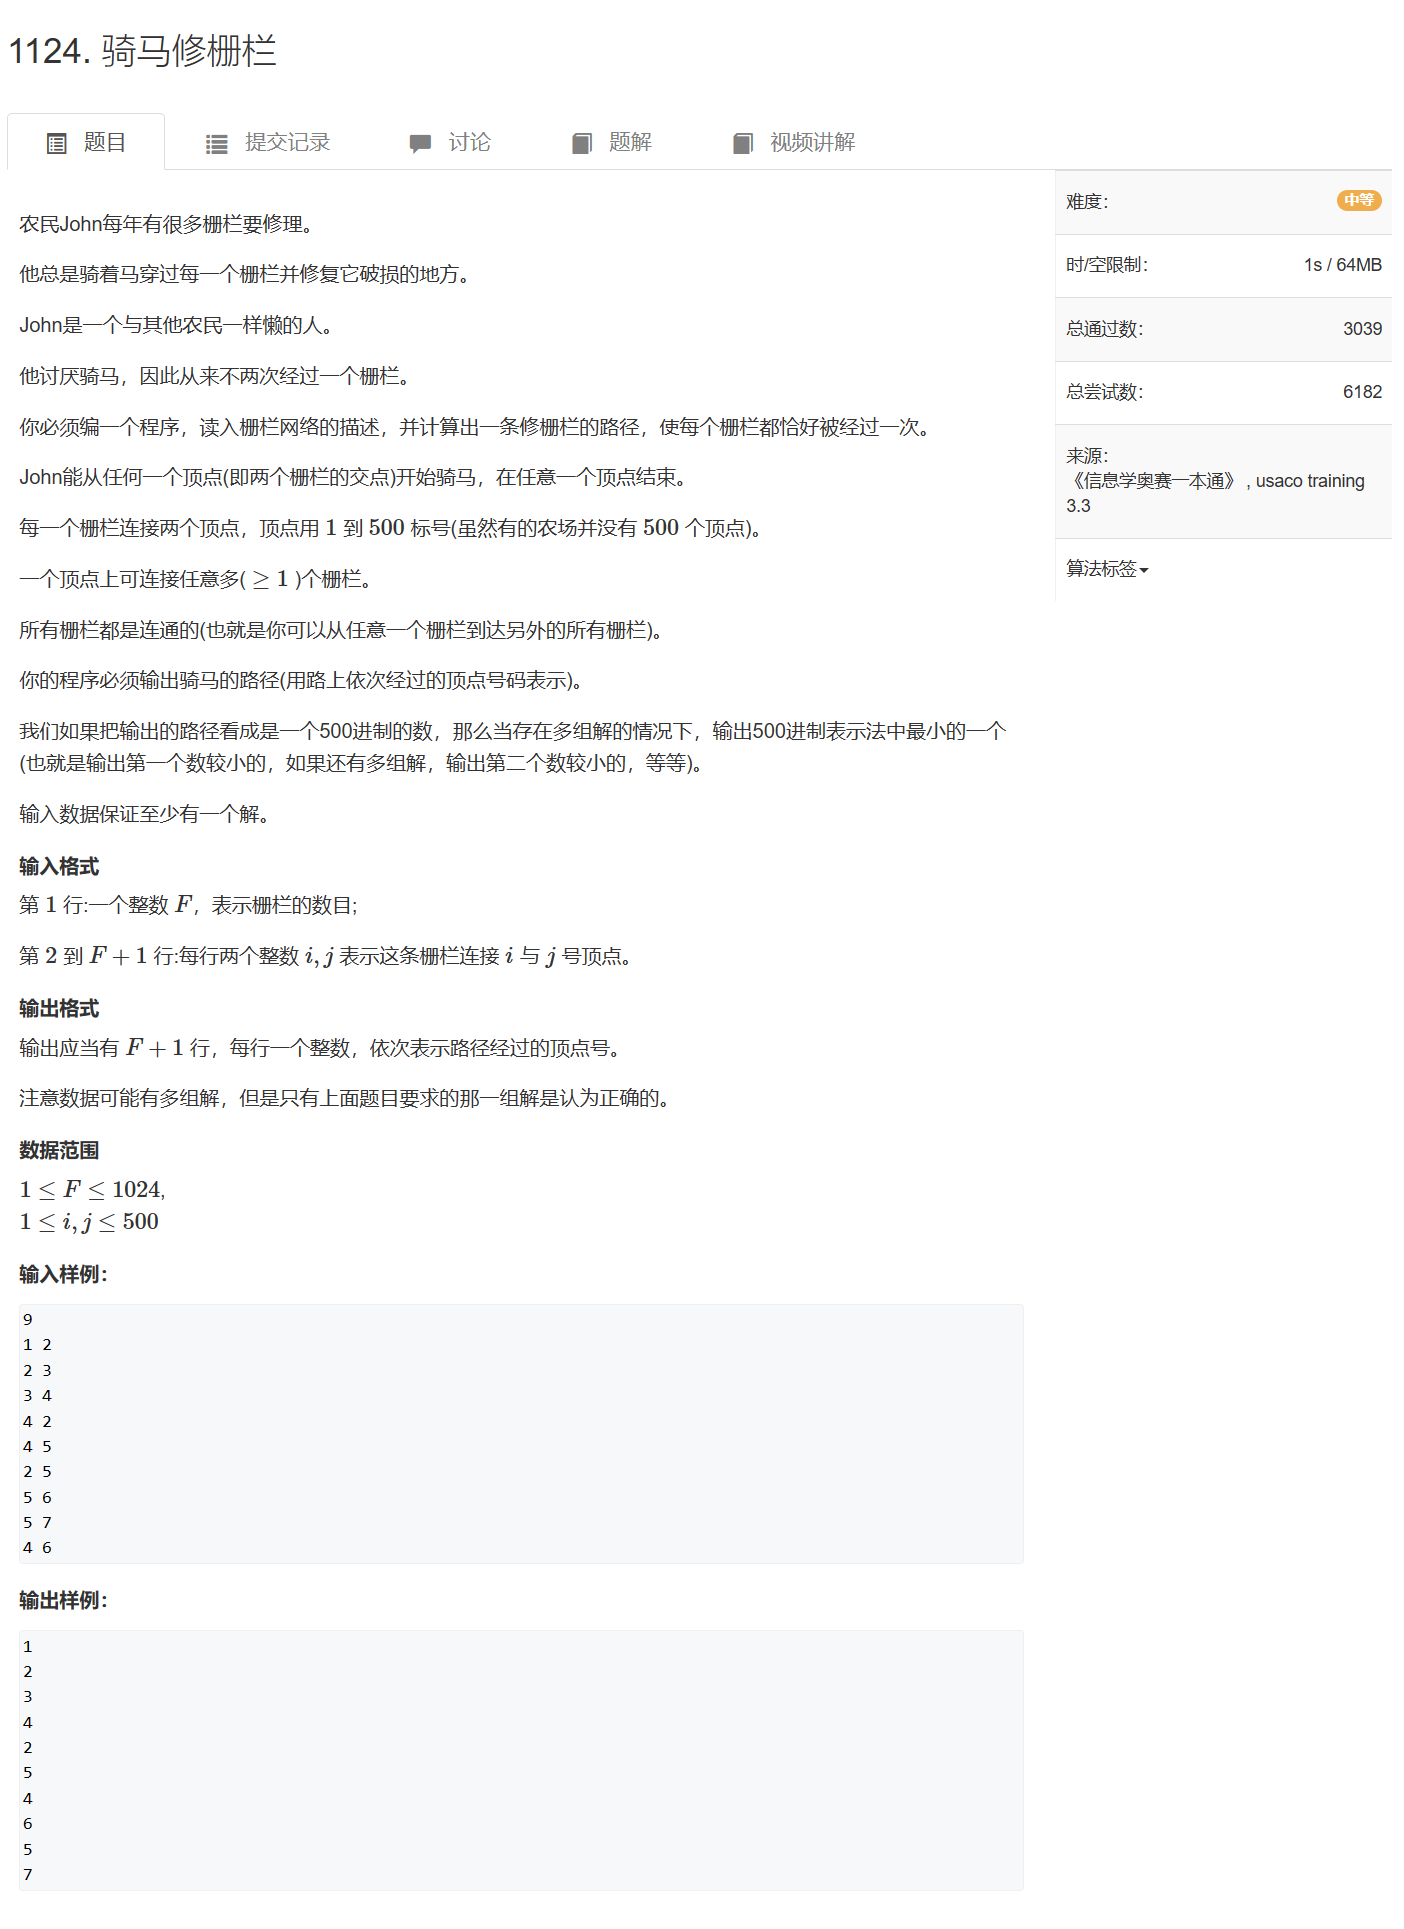 1124. 骑马修栅栏
题目
提交记录
讨论
题解
视频讲解
农民John每年有很多栅栏要修理。
他总是骑着马穿过每一个栅栏并修复它破损的地方。
John是一个与其他农民一样懒的人。
他讨厌骑马，因此从来不两次经过一个栅栏。
你必须编一个程序，读入栅栏网络的描述，并计算出一条修栅栏的路径，使每个栅栏都恰好被经过一次。
John能从任何一个顶点(即两个栅栏的交点)开始骑马，在任意一个顶点结束。
每一个栅栏连接两个顶点，顶点用 1 到 500 标号(虽然有的农场并没有 500 个顶点)。
一个顶点上可连接任意多( ≥ 1 )个栅栏。
所有栅栏都是连通的(也就是你可以从任意一个栅栏到达另外的所有栅栏)。
你的程序必须输出骑马的路径(用路上依次经过的顶点号码表示)。
我们如果把输出的路径看成是一个500进制的数，那么当存在多组解的情况下，输出500进制表示法中最小的一个
(也就是输出第一个数较小的，如果还有多组解，输出第二个数较小的，等等)。
输入数据保证至少有一个解。
输入格式
第 1 行:一个整数 F，表示栅栏的数目;
第 2 到 F + 1 行:每行两个整数 i, j 表示这条栅栏连接 i 与 j 号顶点。
输出格式
输出应当有 F + 1 行，每行一个整数，依次表示路径经过的顶点号。
注意数据可能有多组解，但是只有上面题目要求的那一组解是认为正确的。
数据范围
1 ≤ F ≤ 1024,
1 ≤ i, j ≤ 500
输入样例：
9
1 2
2 3
3 4
4 2
4 5
2 5
5 6
5 7
4 6
输出样例：
1
2
3
4
2
5
4
6
5
7
难度： 中等
时/空限制： 1s / 64MB
总通过数： 3039
总尝试数： 6182
来源：
《信息学奥赛一本通》 , usaco training
3.3
算法标签